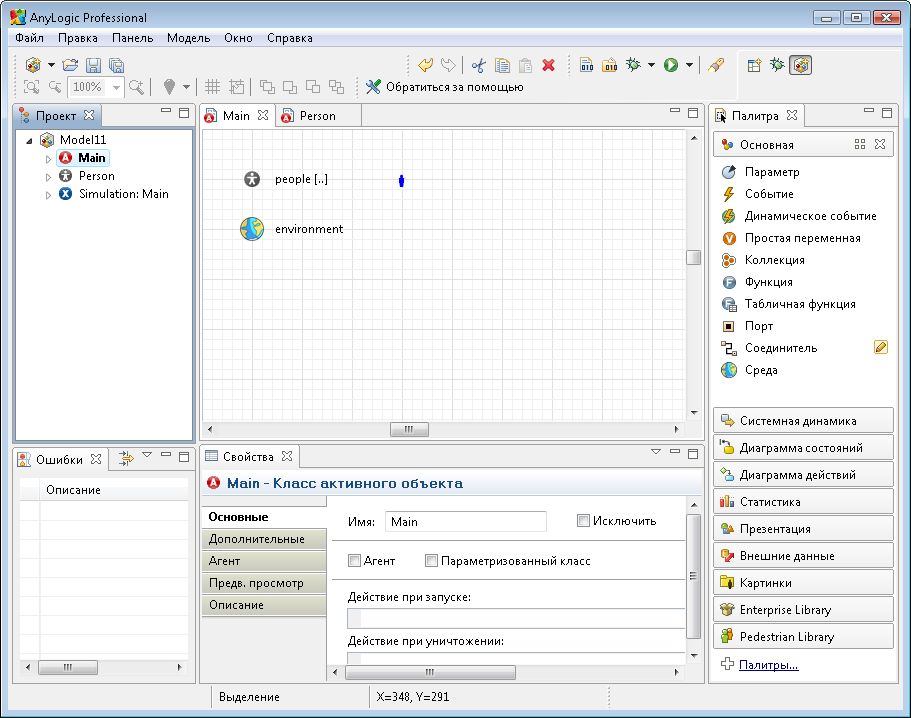 AnyLogic Professional
Файл Правка Панель Модель Окно Справка
100% Обратиться за помощью
Проект
Model11
Main
Person
Simulation: Main
Main Person
people [..]
environment
Палитра
Основная
Параметр
Событие
Динамическое событие
Простая переменная
Коллекция
Функция
Табличная функция
Порт
Соединитель
Среда
Системная динамика
Диаграмма состояний
Диаграмма действий
Статистика
Презентация
Внешние данные
Картинки
Enterprise Library
Pedestrian Library
Палитры...
Ошибки
Описание
Свойства
Main - Класс активного объекта
Основные
Дополнительные
Агент
Предв. просмотр
Описание
Имя: Main Исключить
Агент Параметризованный класс
Действие при запуске:
Действие при уничтожении:
Выделение X=348, Y=291